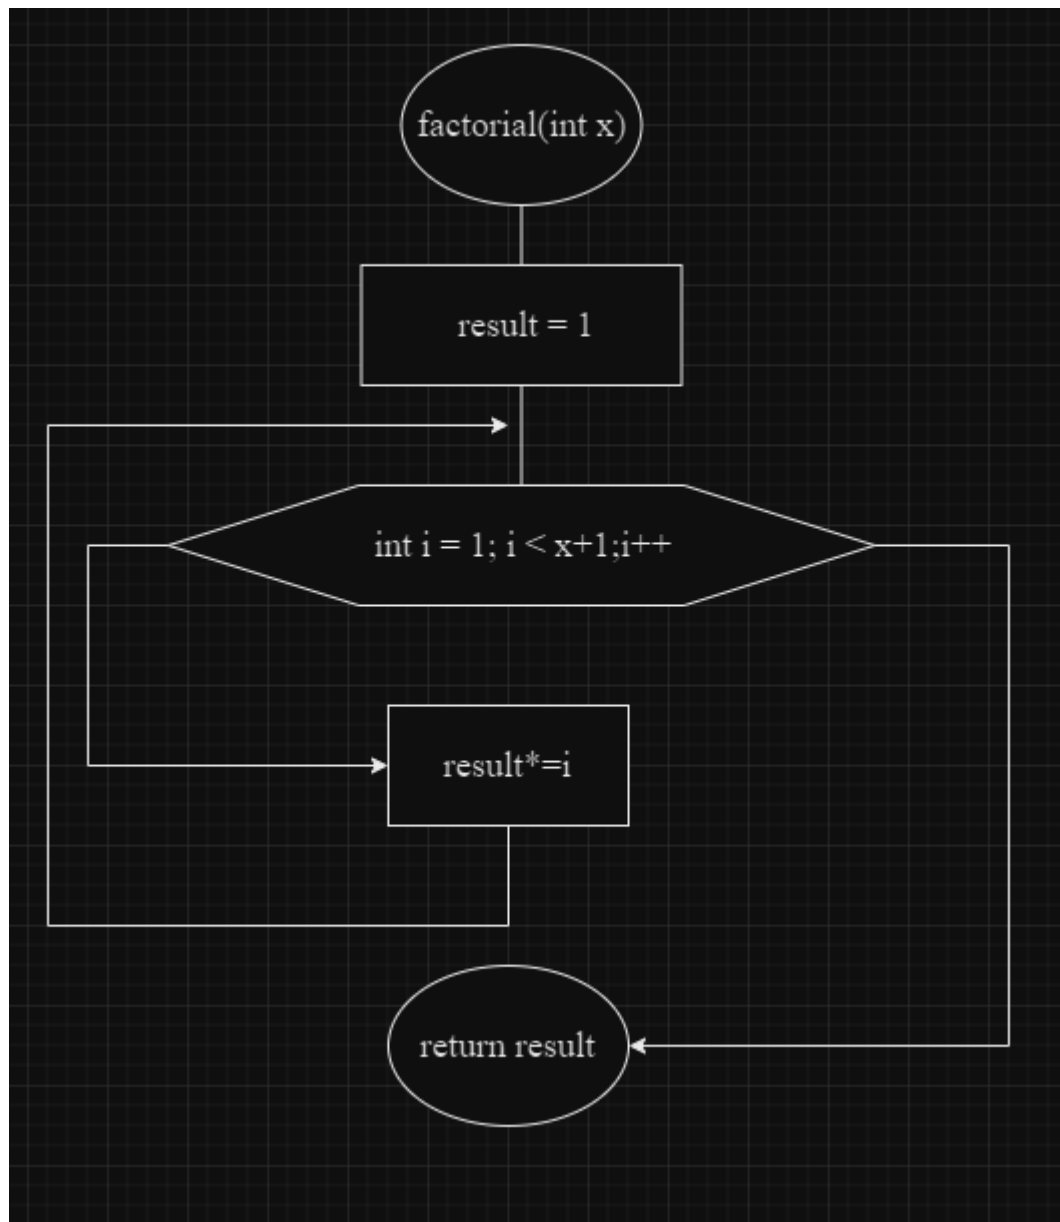 factorial(int x)
result = 1
int i = 1; i < x+1;i++
result*=i
return result